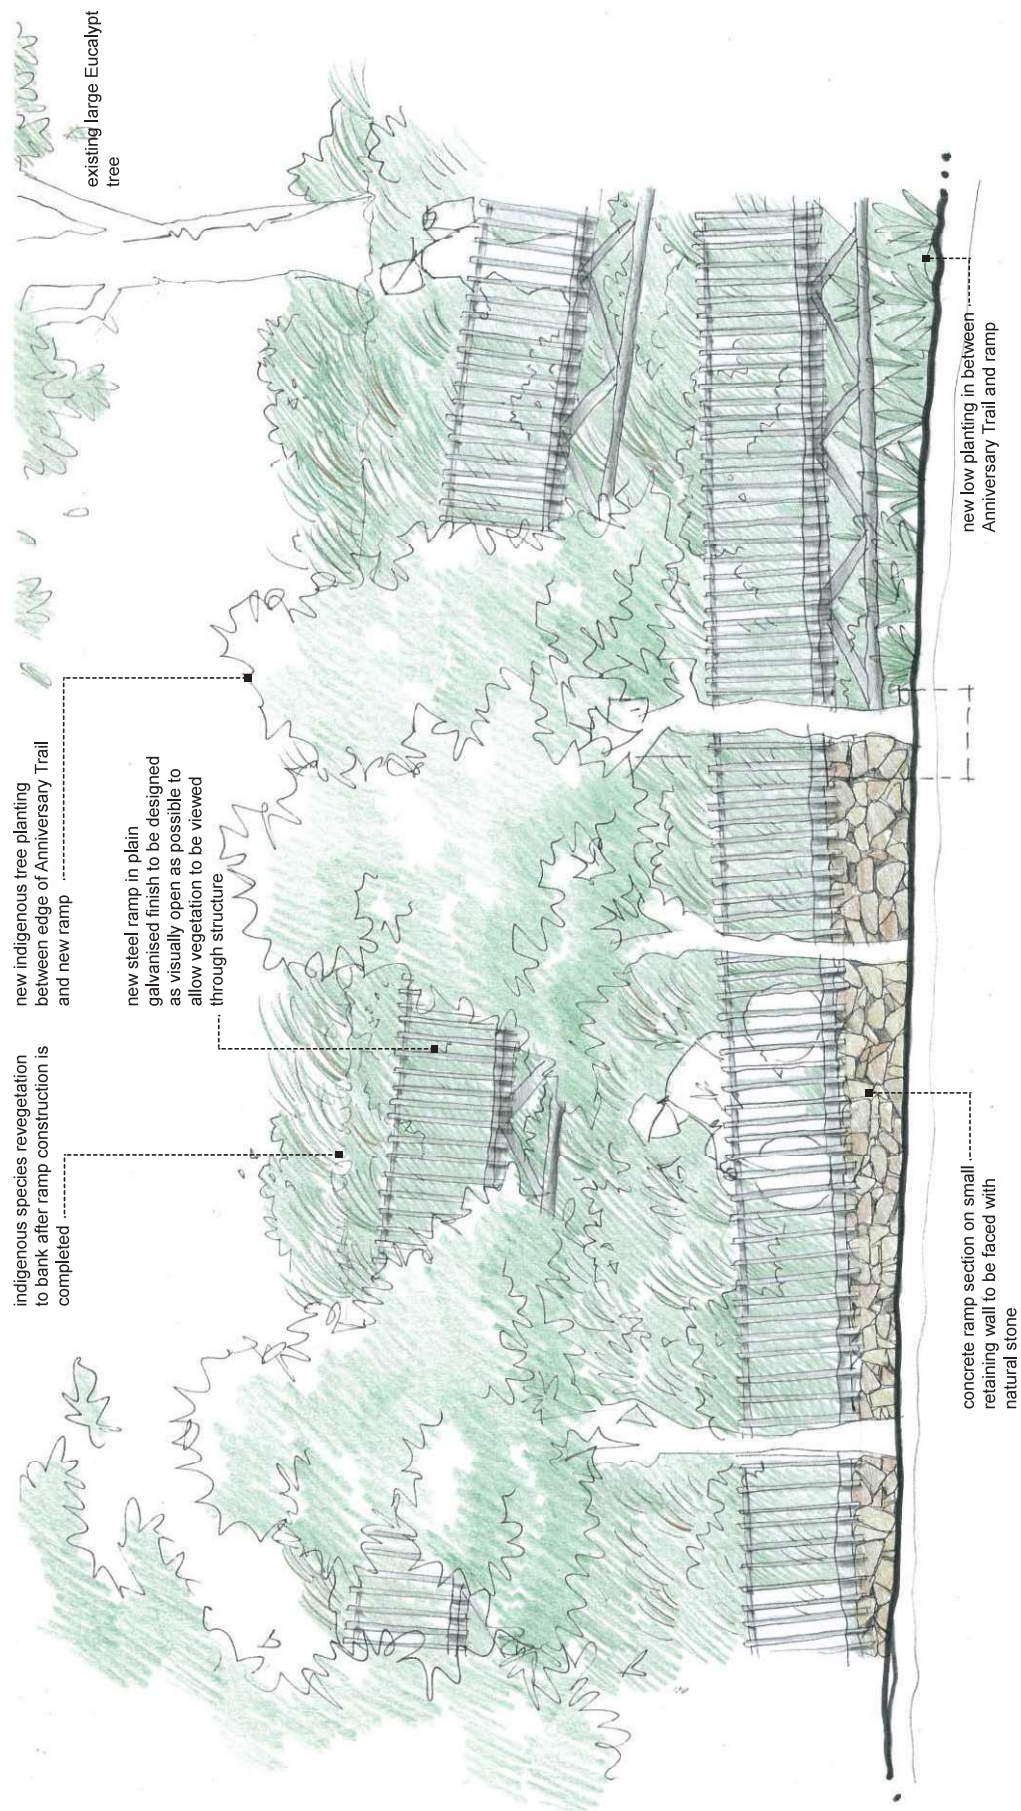 indigenous species revegetation
to bank after ramp construction is
completed
new indigenous tree planting
between edge of Anniversary Trail
and new ramp
new steel ramp in plain
galvanised finish to be designed
as visually open as possible to
allow vegetation to be viewed
through structure
existing large Eucalypt
tree
concrete ramp section on small
retaining wall to be faced with
natural stone
new low planting in between
Anniversary Trail and ramp